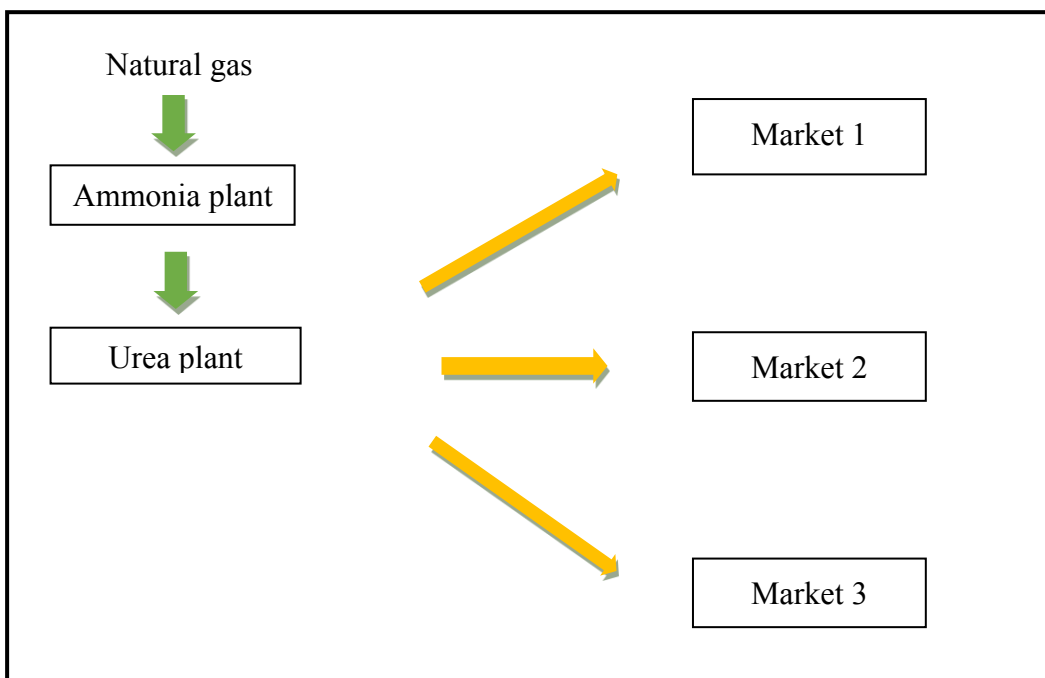 Natural gas
Ammonia plant
Urea plant
Market 1
Market 2
Market 3